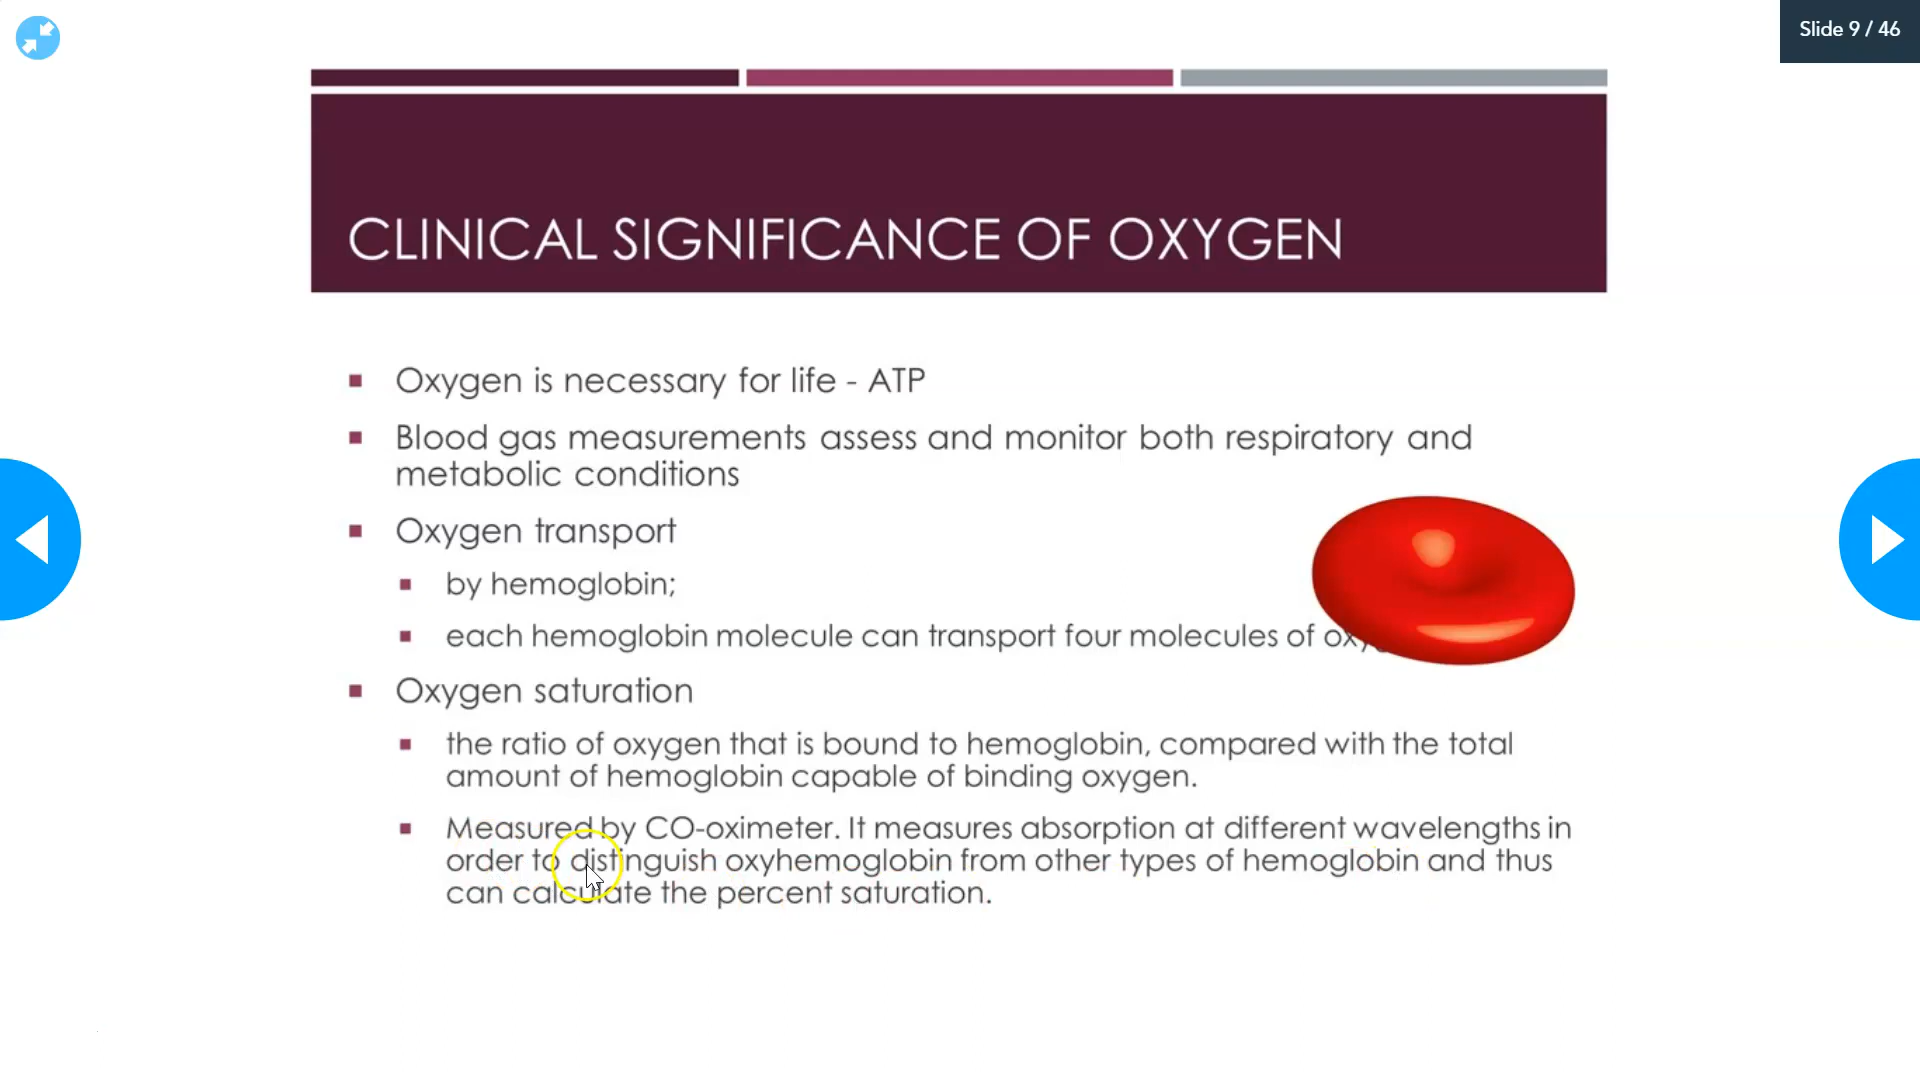 Slide 9 / 46
CLINICAL SIGNIFICANCE OF OXYGEN
Oxygen is necessary for life - ATP
Blood gas measurements assess and monitor both respiratory and
metabolic conditions
Oxygen transport
by hemoglobin;
each hemoglobin molecule can transport four molecules of
Oxygen saturation
the ratio of oxygen that is bound to hemoglobin, compared with the total
amount of hemoglobin capable of binding oxygen.
Measured by CO-oximeter. It measures absorption at different wavelengths in
order to distinguish oxyhemoglobin from other types of hemoglobin and thus
can calculate the percent saturation.